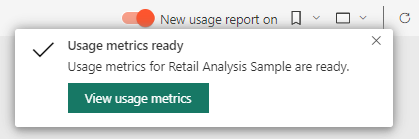 New usage report on
Usage metrics ready
Usage metrics for Retail Analysis Sample are ready.
View usage metrics